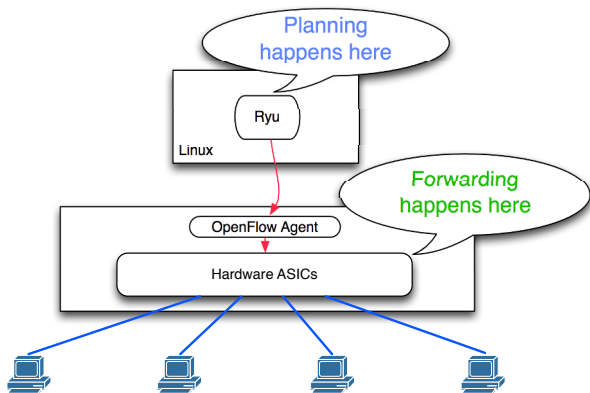 Planning
happens here
Ryu
Linux
Forwarding
happens here
OpenFlow Agent
Hardware ASICs